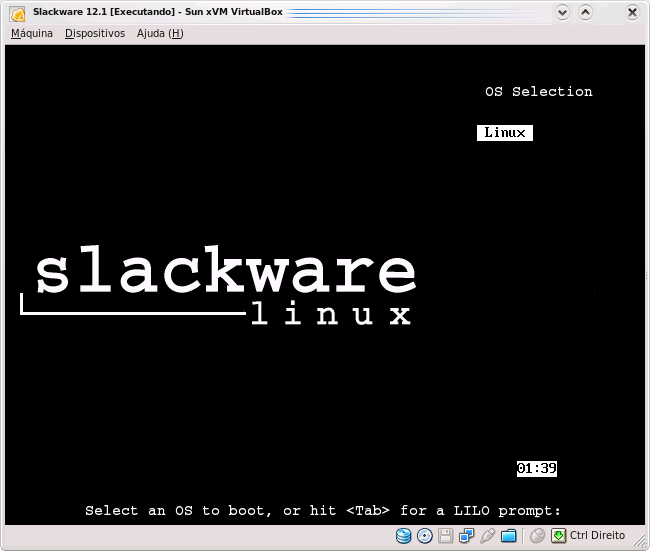 Slackware 12.1 [Executando] - Sun xVM VirtualBox
Máquina Dispositivos Ajuda (H)
OS Selection
Linux
slackware
linux
01:39
Select an OS to boot, or hit <Tab> for a LILO prompt:
Ctrl Direito